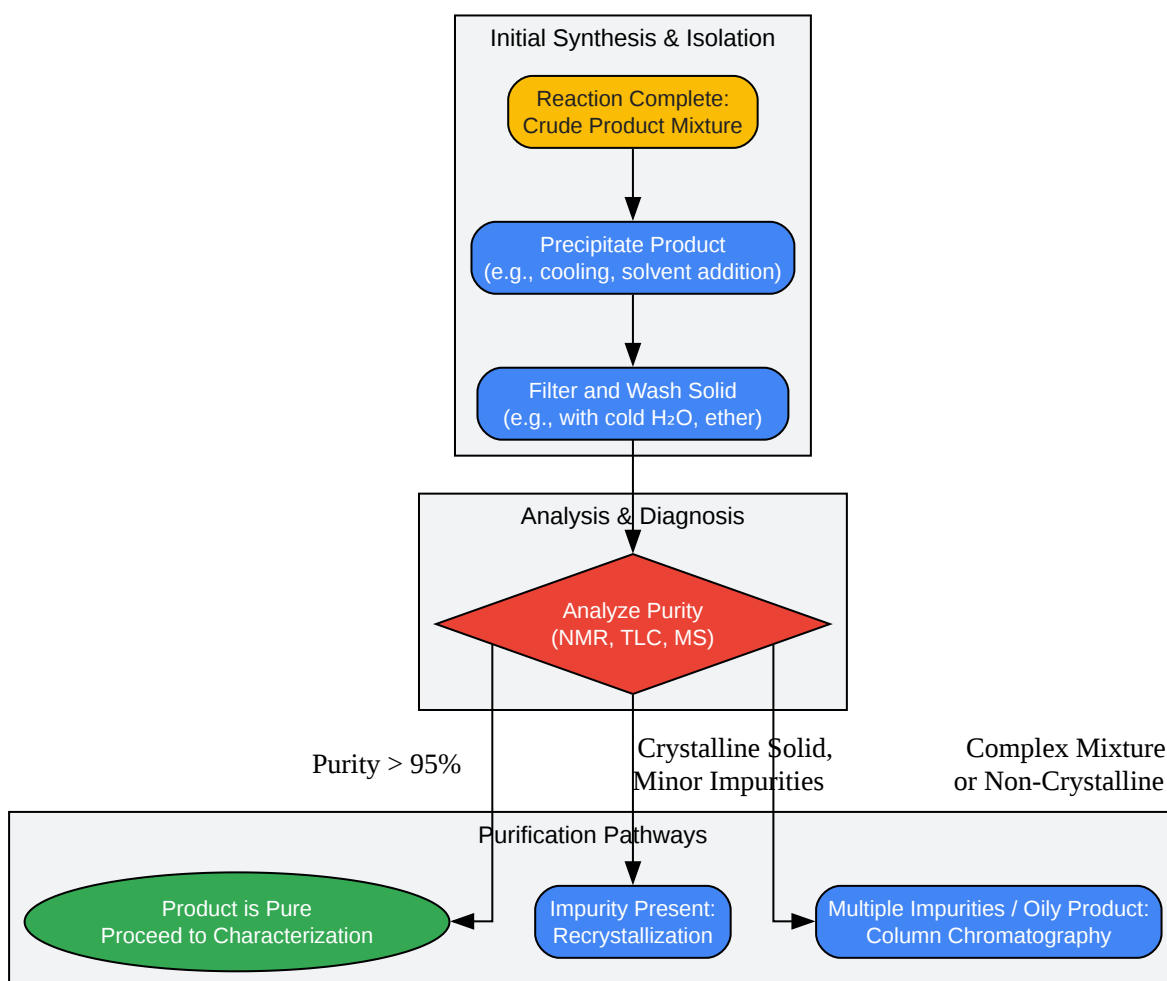 Initial Synthesis & Isolation
Reaction Complete:
Crude Product Mixture
Precipitate Product
(e.g., cooling, solvent addition)
Filter and Wash Solid
(e.g., with cold H₂O, ether)
Analysis & Diagnosis
Analyze Purity
(NMR, TLC, MS)
Purity > 95%
Crystalline Solid,
Minor Impurities
Complex Mixture
or Non-Crystalline
Purification Pathways
Product is Pure
Proceed to Characterization
Impurity Present:
Recrystallization
Multiple Impurities / Oily Product:
Column Chromatography